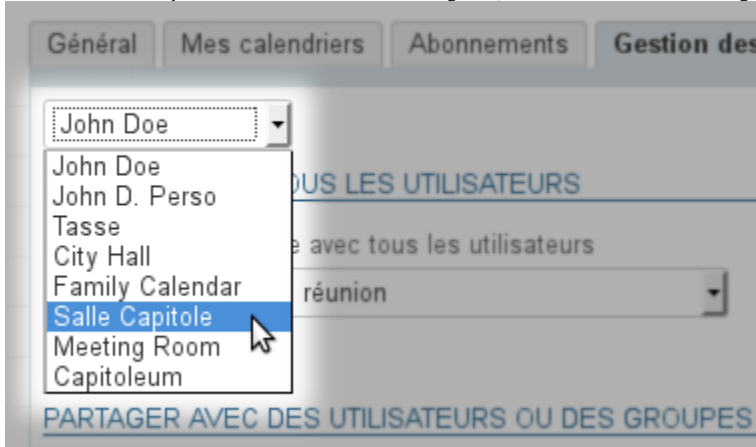 Général Mes calendriers Abonnements Gestion des
John Doe
John Doe
John D. Perso
Tasse
City Hall
Family Calendar
Salle Capitole
Meeting Room
Capitoleum
OUS LES UTILISATEURS
avec tous les utilisateurs
réunion
PARTAGER AVEC DES UTILISATEURS OU DES GROUPES